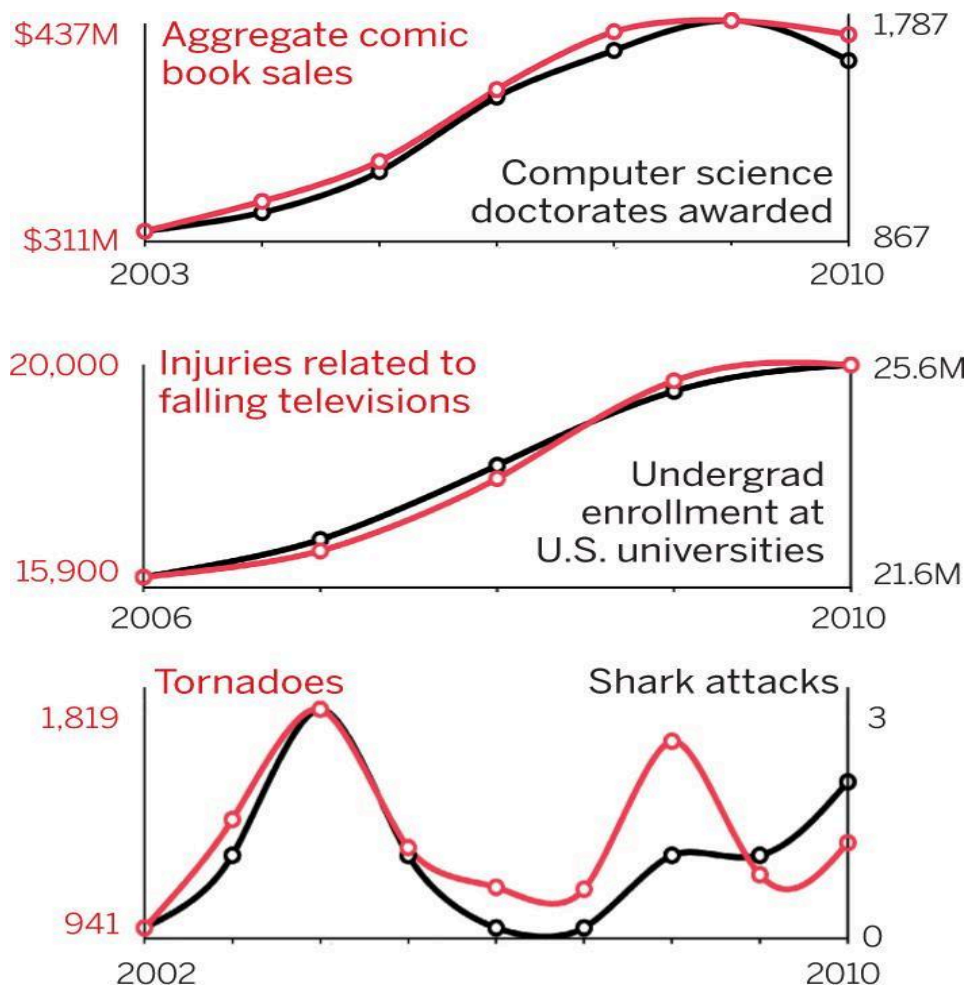 $437M
Aggregate comic
book sales
1,787
Computer science
doctorates awarded
$311M
867
2003
2010
20,000
Injuries related to
falling televisions
25.6M
Undergrad
enrollment at
U.S. universities
15,900
21.6M
2006
2010
Tornadoes
Shark attacks
1,819
3
941
0
2002
2010